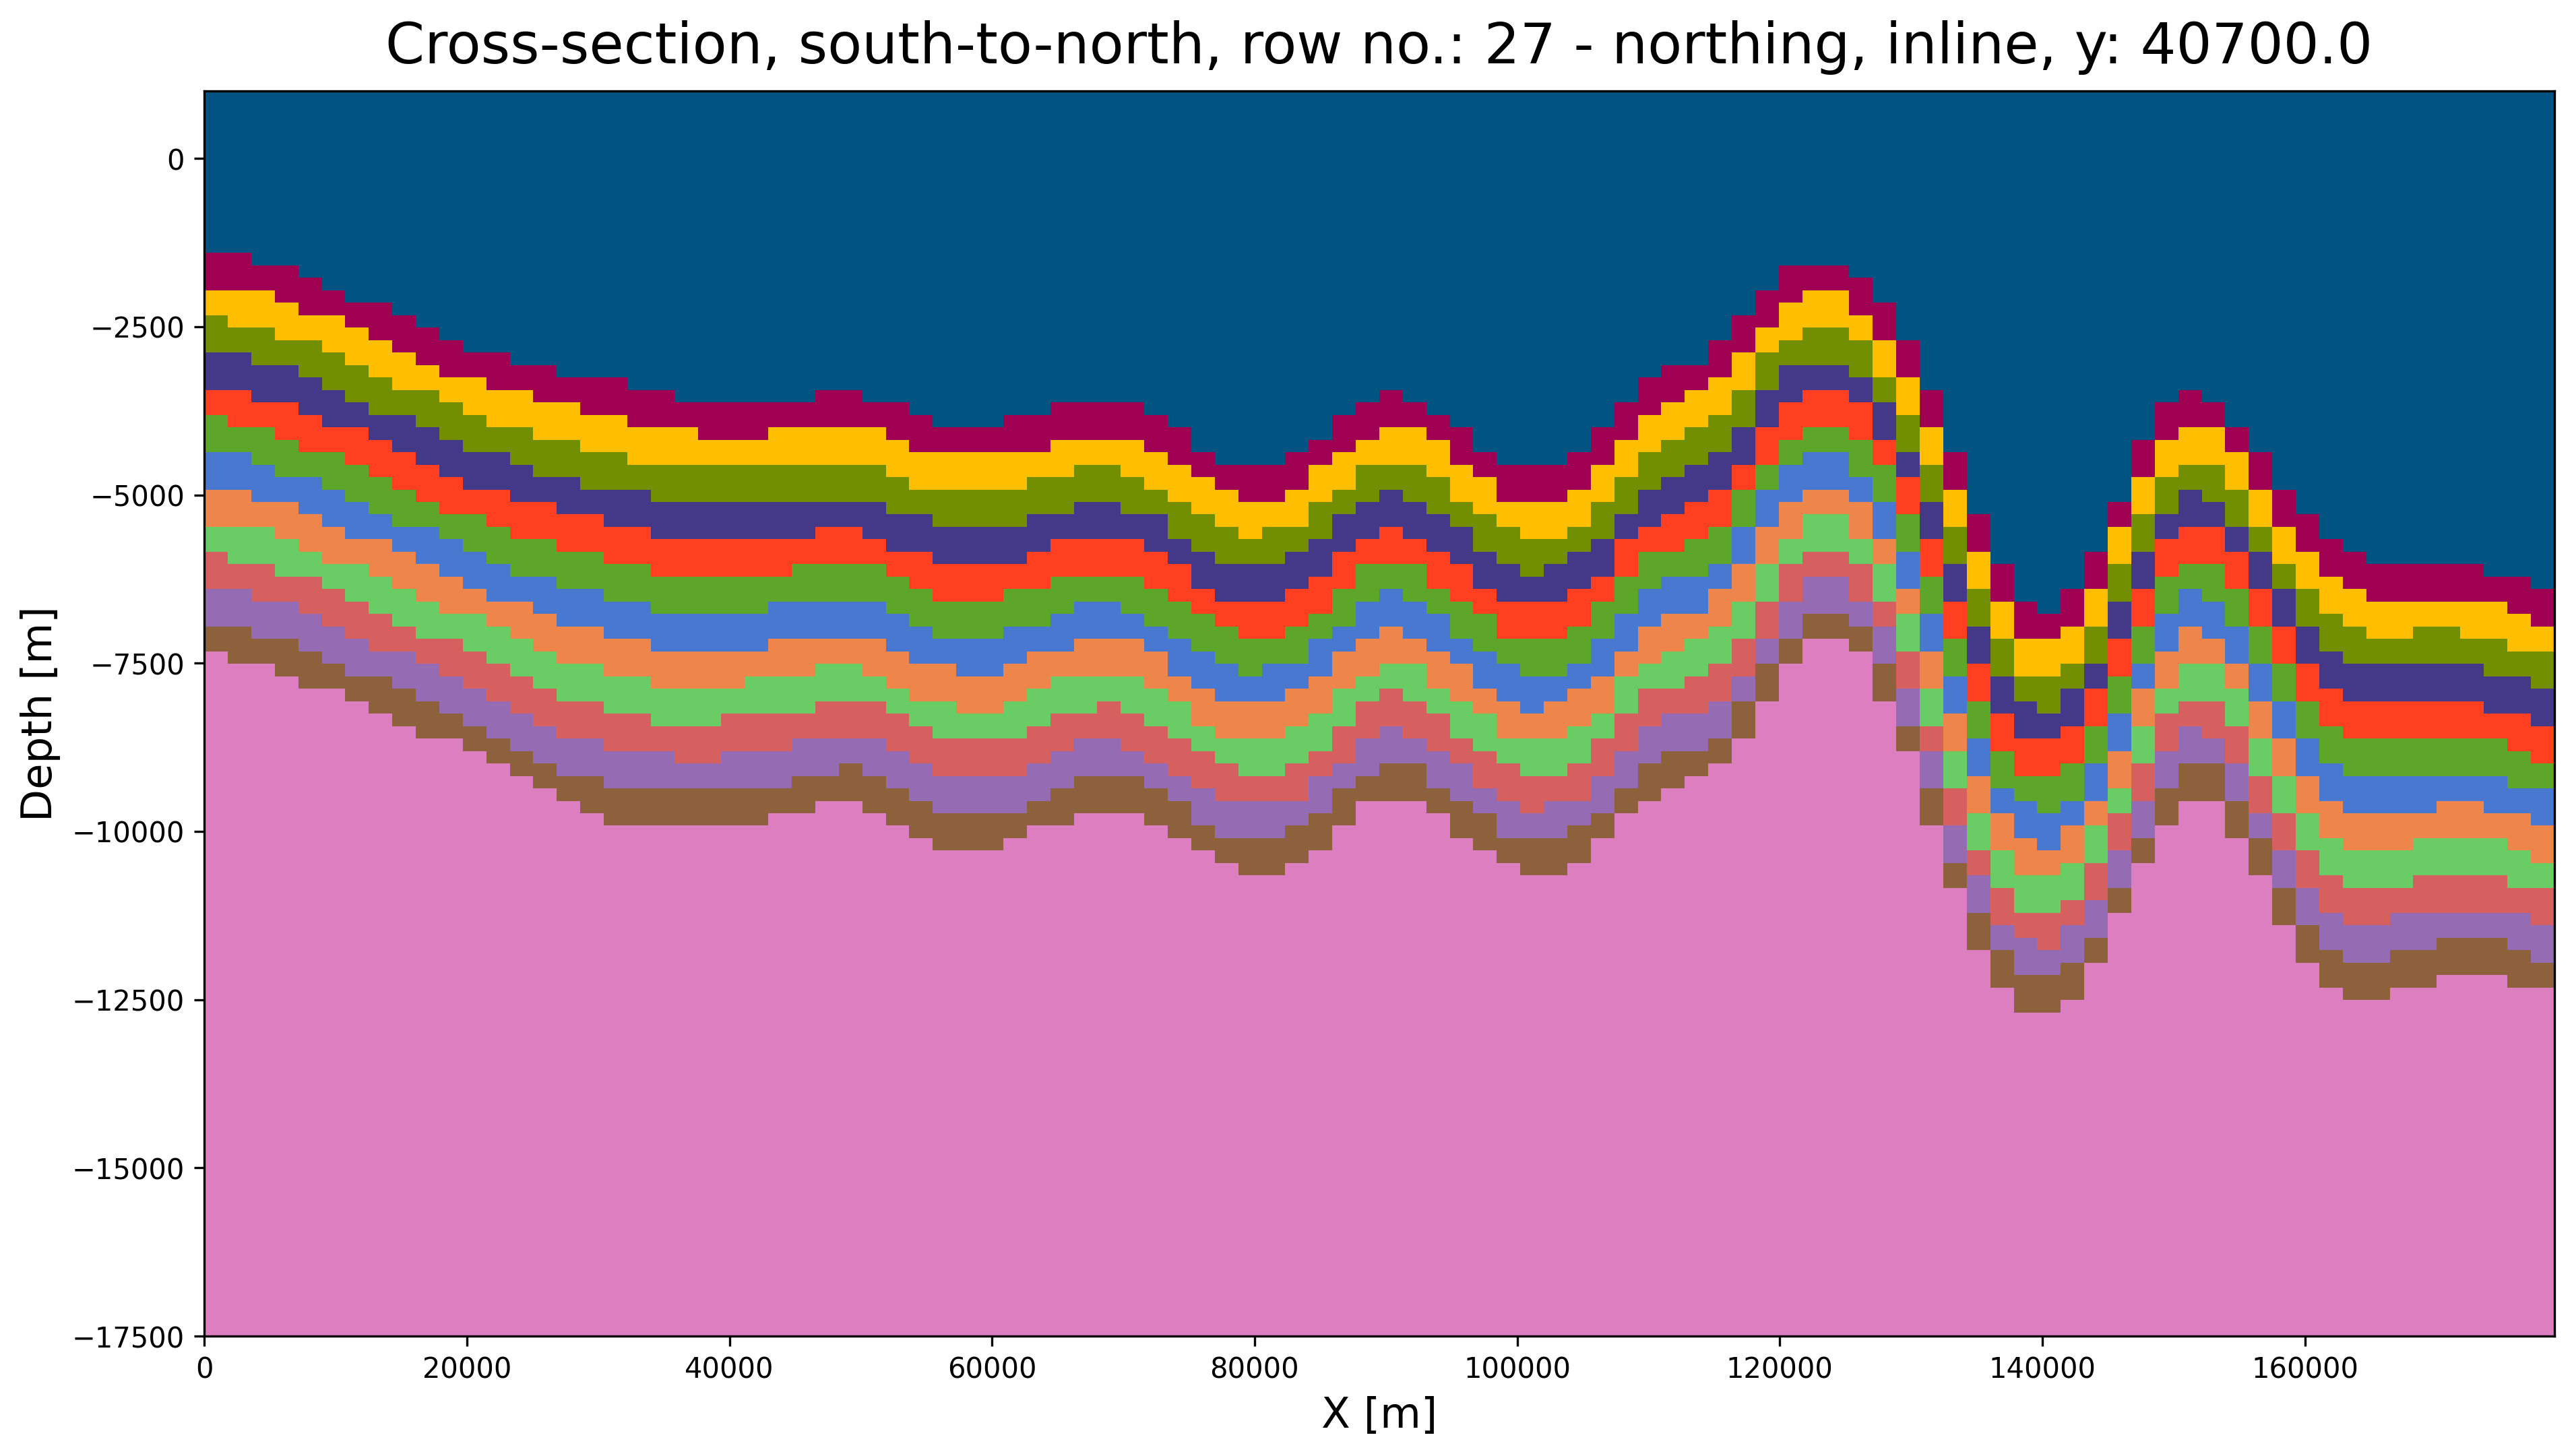 Cross-section, south-to-north, row no.: 27 - northing, inline, y: 40700.0
0
−2500
−5000
−7500
−10000
−12500
−15000
−17500
Depth [m]
0 20000 40000 60000 80000 100000 120000 140000 160000
X [m]